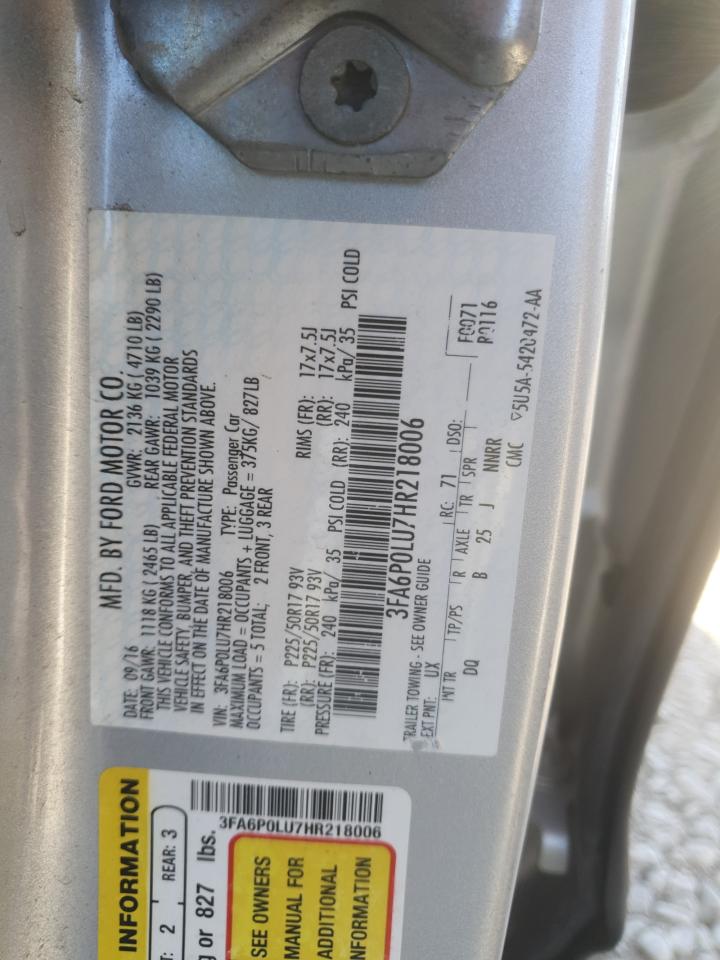 MFD. BY FORD MOTOR CO.
DATE: 09/16 GVWR: 2136 KG ( 4710 LB)
FRONT GAWR: 1118 KG ( 2465 LB) REAR GAWR: 1039 KG ( 2290 LB)
THIS VEHICLE CONFORMS TO ALL APPLICABLE FEDERAL MOTOR
VEHICLE SAFETY, BUMPER, AND THEFT PREVENTION STANDARDS
IN EFFECT ON THE DATE OF MANUFACTURE SHOWN ABOVE.
VIN: 3FA6P0LU7HR218006 TYPE: Passenger Car
MAXIMUM LOAD = OCCUPANTS + LUGGAGE = 375KG/ 827LB
OCCUPANTS = 5 TOTAL; 2 FRONT, 3 REAR
TIRE (FR): P225/50R17 93V RIMS (FR): 17x7.5J
(RR): P225/50R17 93V (RR): 17x7.5J
PRESSURE (FR): 240 kPa/ 35 PSI COLD (RR): 240 kPa/ 35 PSI COLD
3FA6P0LU7HR218006
TRAILER TOWING - SEE OWNER GUIDE
EXT PNT: UX RC: 71 DSO: F0071
INT TR TP/PS R AXLE TR SPR R0116
DQ B 25 J NNRR
CMC 5U5A-5420472-AA
INFORMATION
T: 2 REAR: 3
g or 827 lbs.
3FA6P0LU7HR218006
SEE OWNERS
MANUAL FOR
ADDITIONAL
INFORMATION